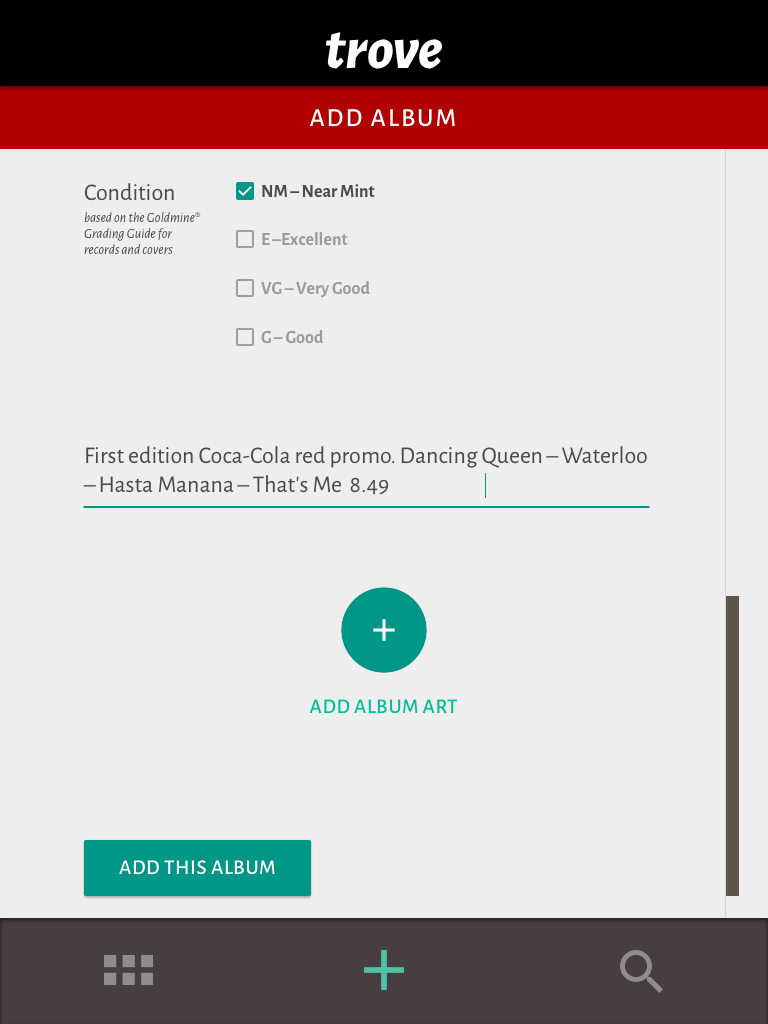 trove
ADD ALBUM
Condition
based on the Goldmine®
Grading Guide for
records and covers
NM – Near Mint
E –Excellent
VG – Very Good
G – Good
First edition Coca-Cola red promo. Dancing Queen – Waterloo
– Hasta Manana – That's Me  8.49
ADD ALBUM ART
ADD THIS ALBUM